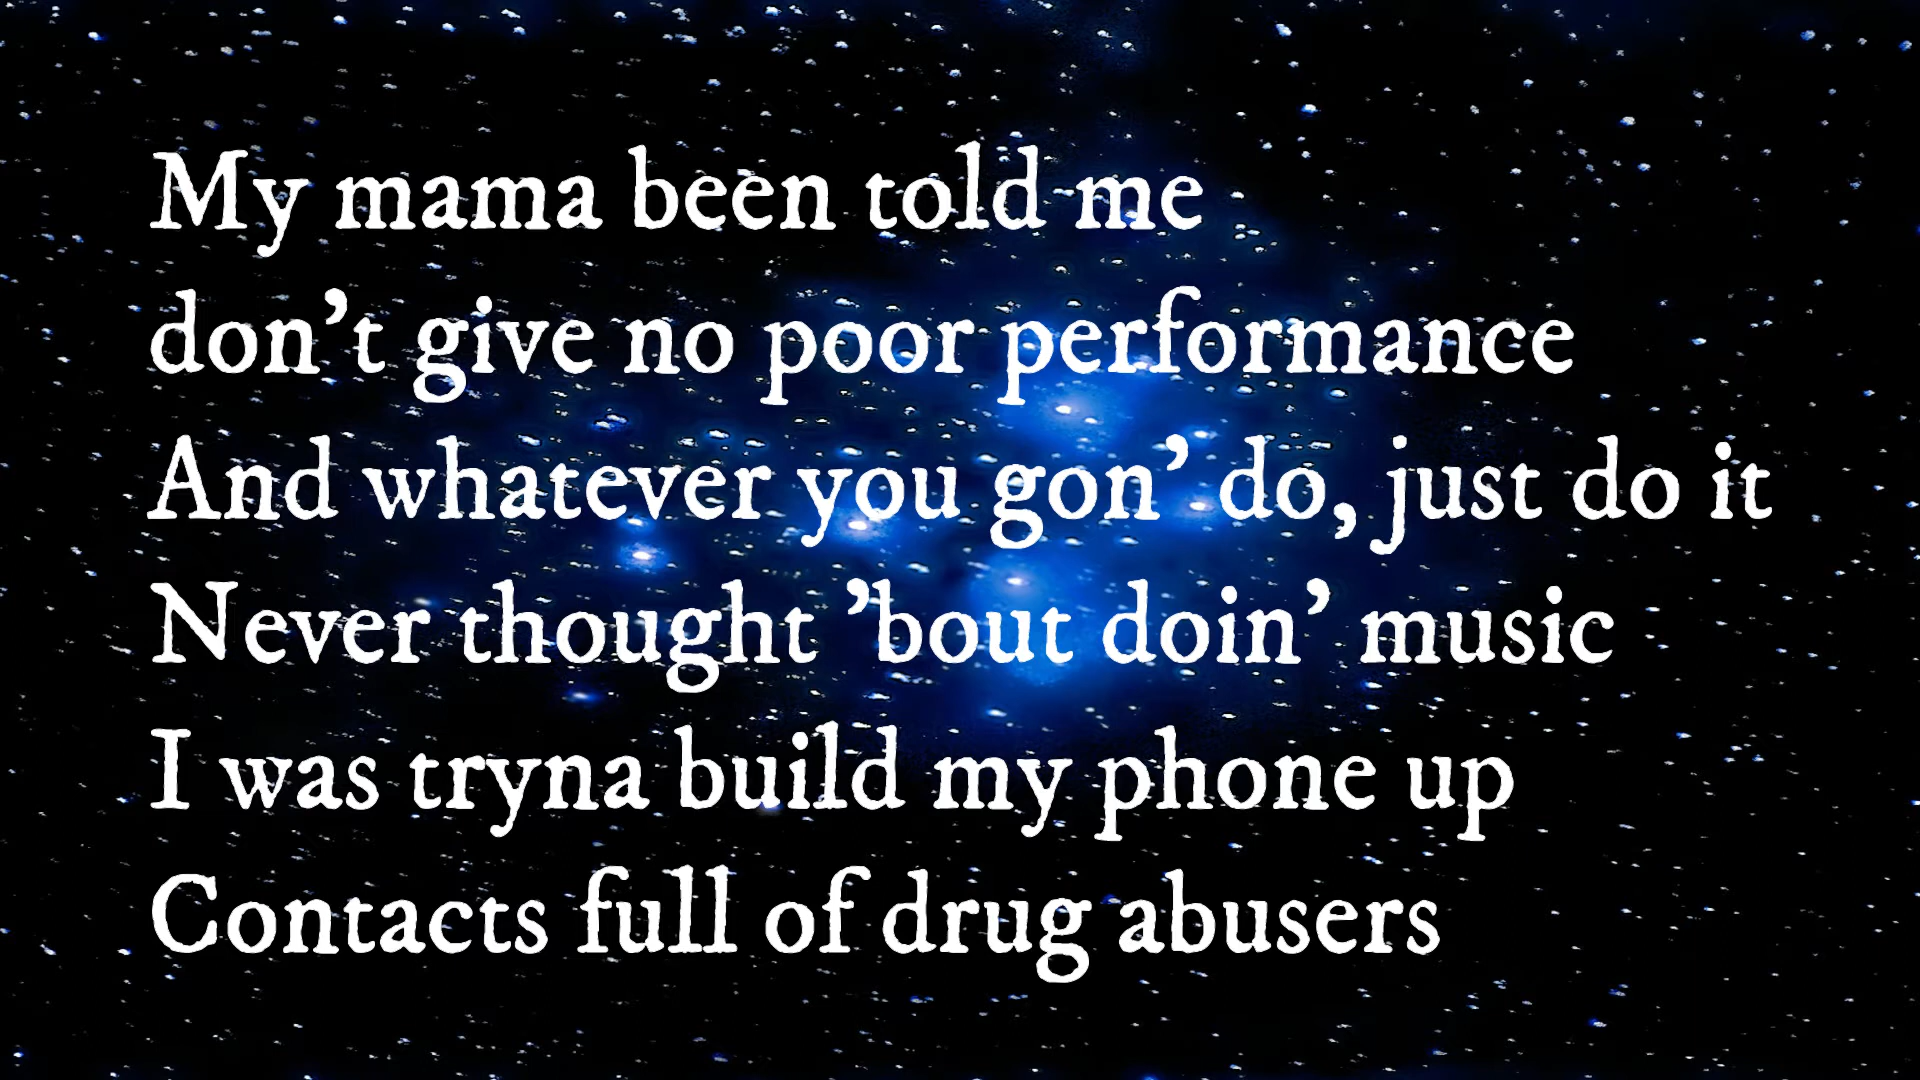 My mama been told me
don’t give no poor performance
And whatever you gon’ do, just do it
Never thought ’bout doin’ music
I was tryna build my phone up
Contacts full of drug abusers